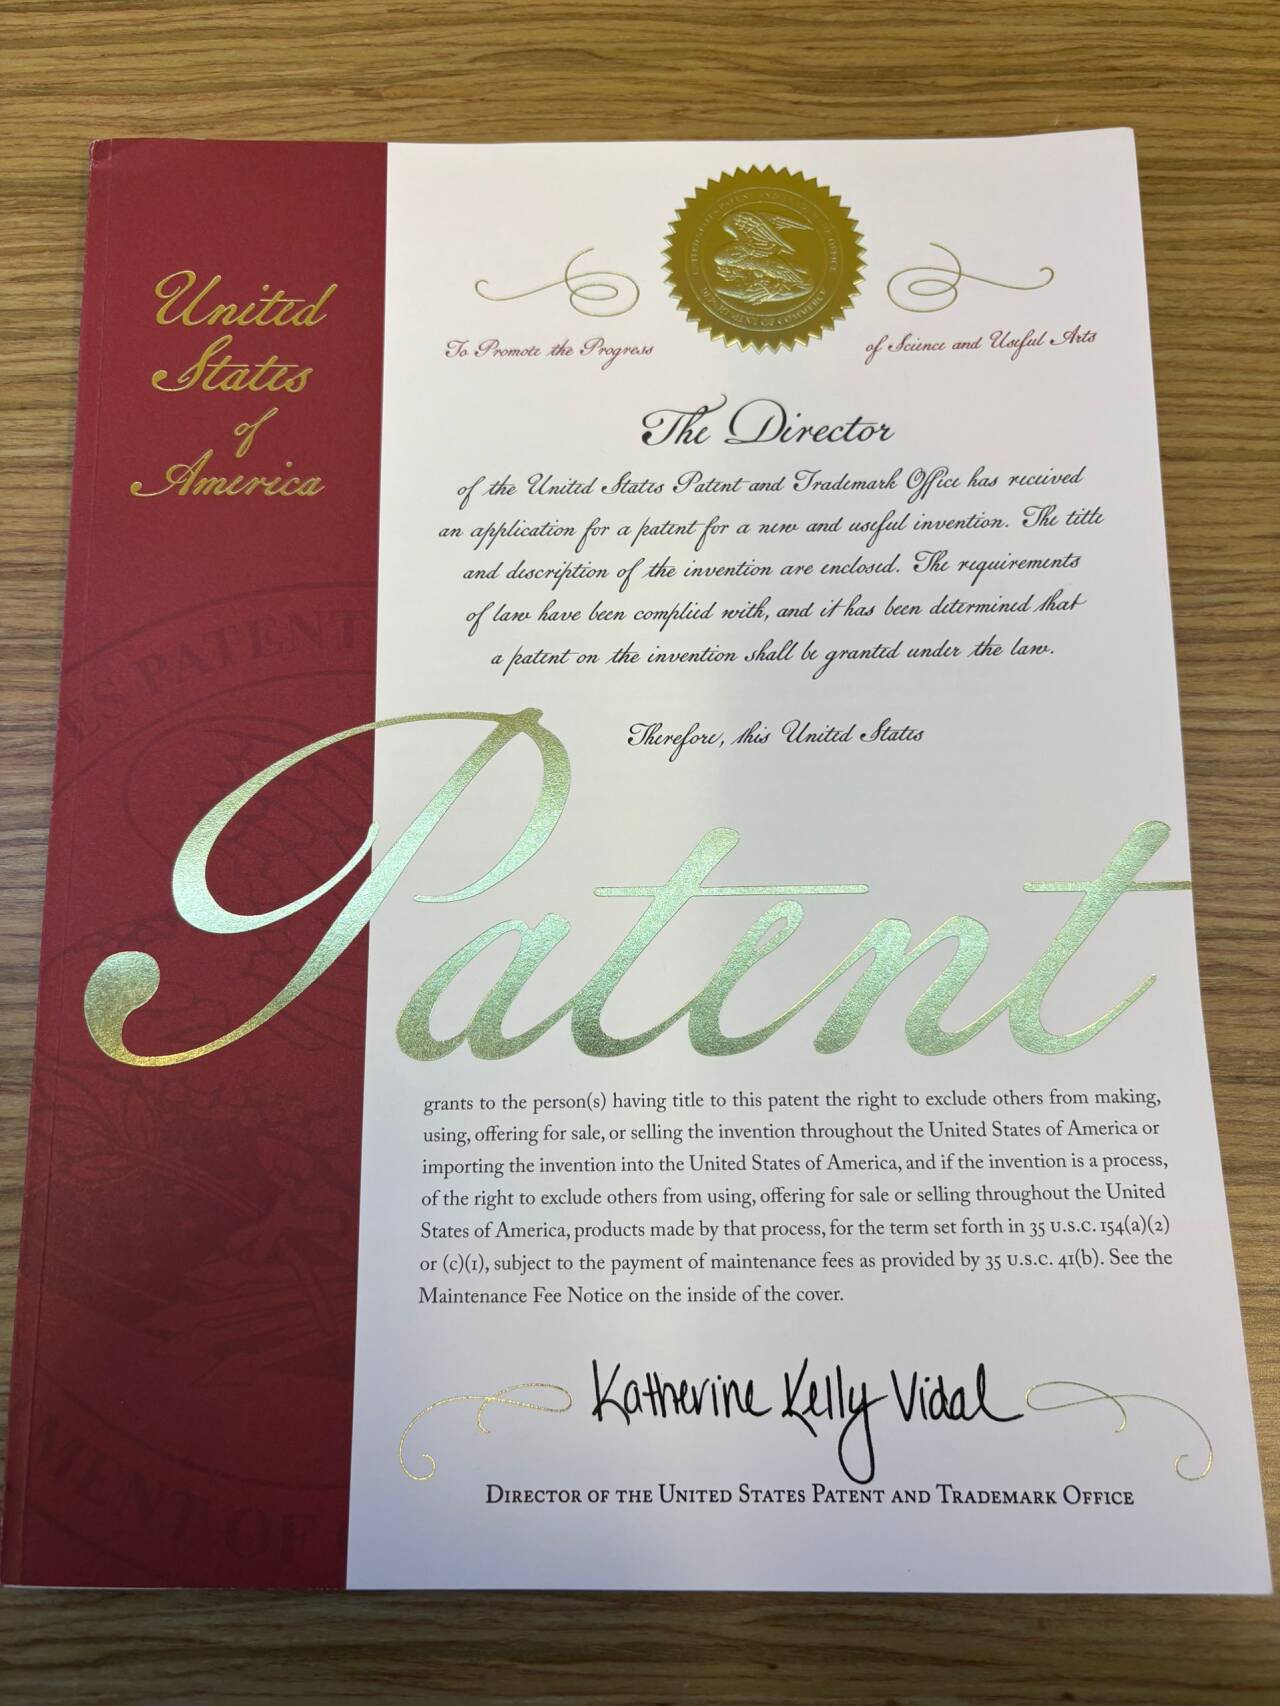 United
States
of
America
To Promote the Progress
of Science and Useful Arts
The Director
of the United States Patent and Trademark Office has received
an application for a patent for a new and useful invention. The title
and description of the invention are enclosed. The requirements
of law have been complied with, and it has been determined that
a patent on the invention shall be granted under the law.
Therefore, this United States
Patent
grants to the person(s) having title to this patent the right to exclude others from making,
using, offering for sale, or selling the invention throughout the United States of America or
importing the invention into the United States of America, and if the invention is a process,
of the right to exclude others from using, offering for sale or selling throughout the United
States of America, products made by that process, for the term set forth in 35 U.S.C. 154(a)(2)
or (c)(1), subject to the payment of maintenance fees as provided by 35 U.S.C. 41(b). See the
Maintenance Fee Notice on the inside of the cover.
Katherine Kelly Vidal
DIRECTOR OF THE UNITED STATES PATENT AND TRADEMARK OFFICE